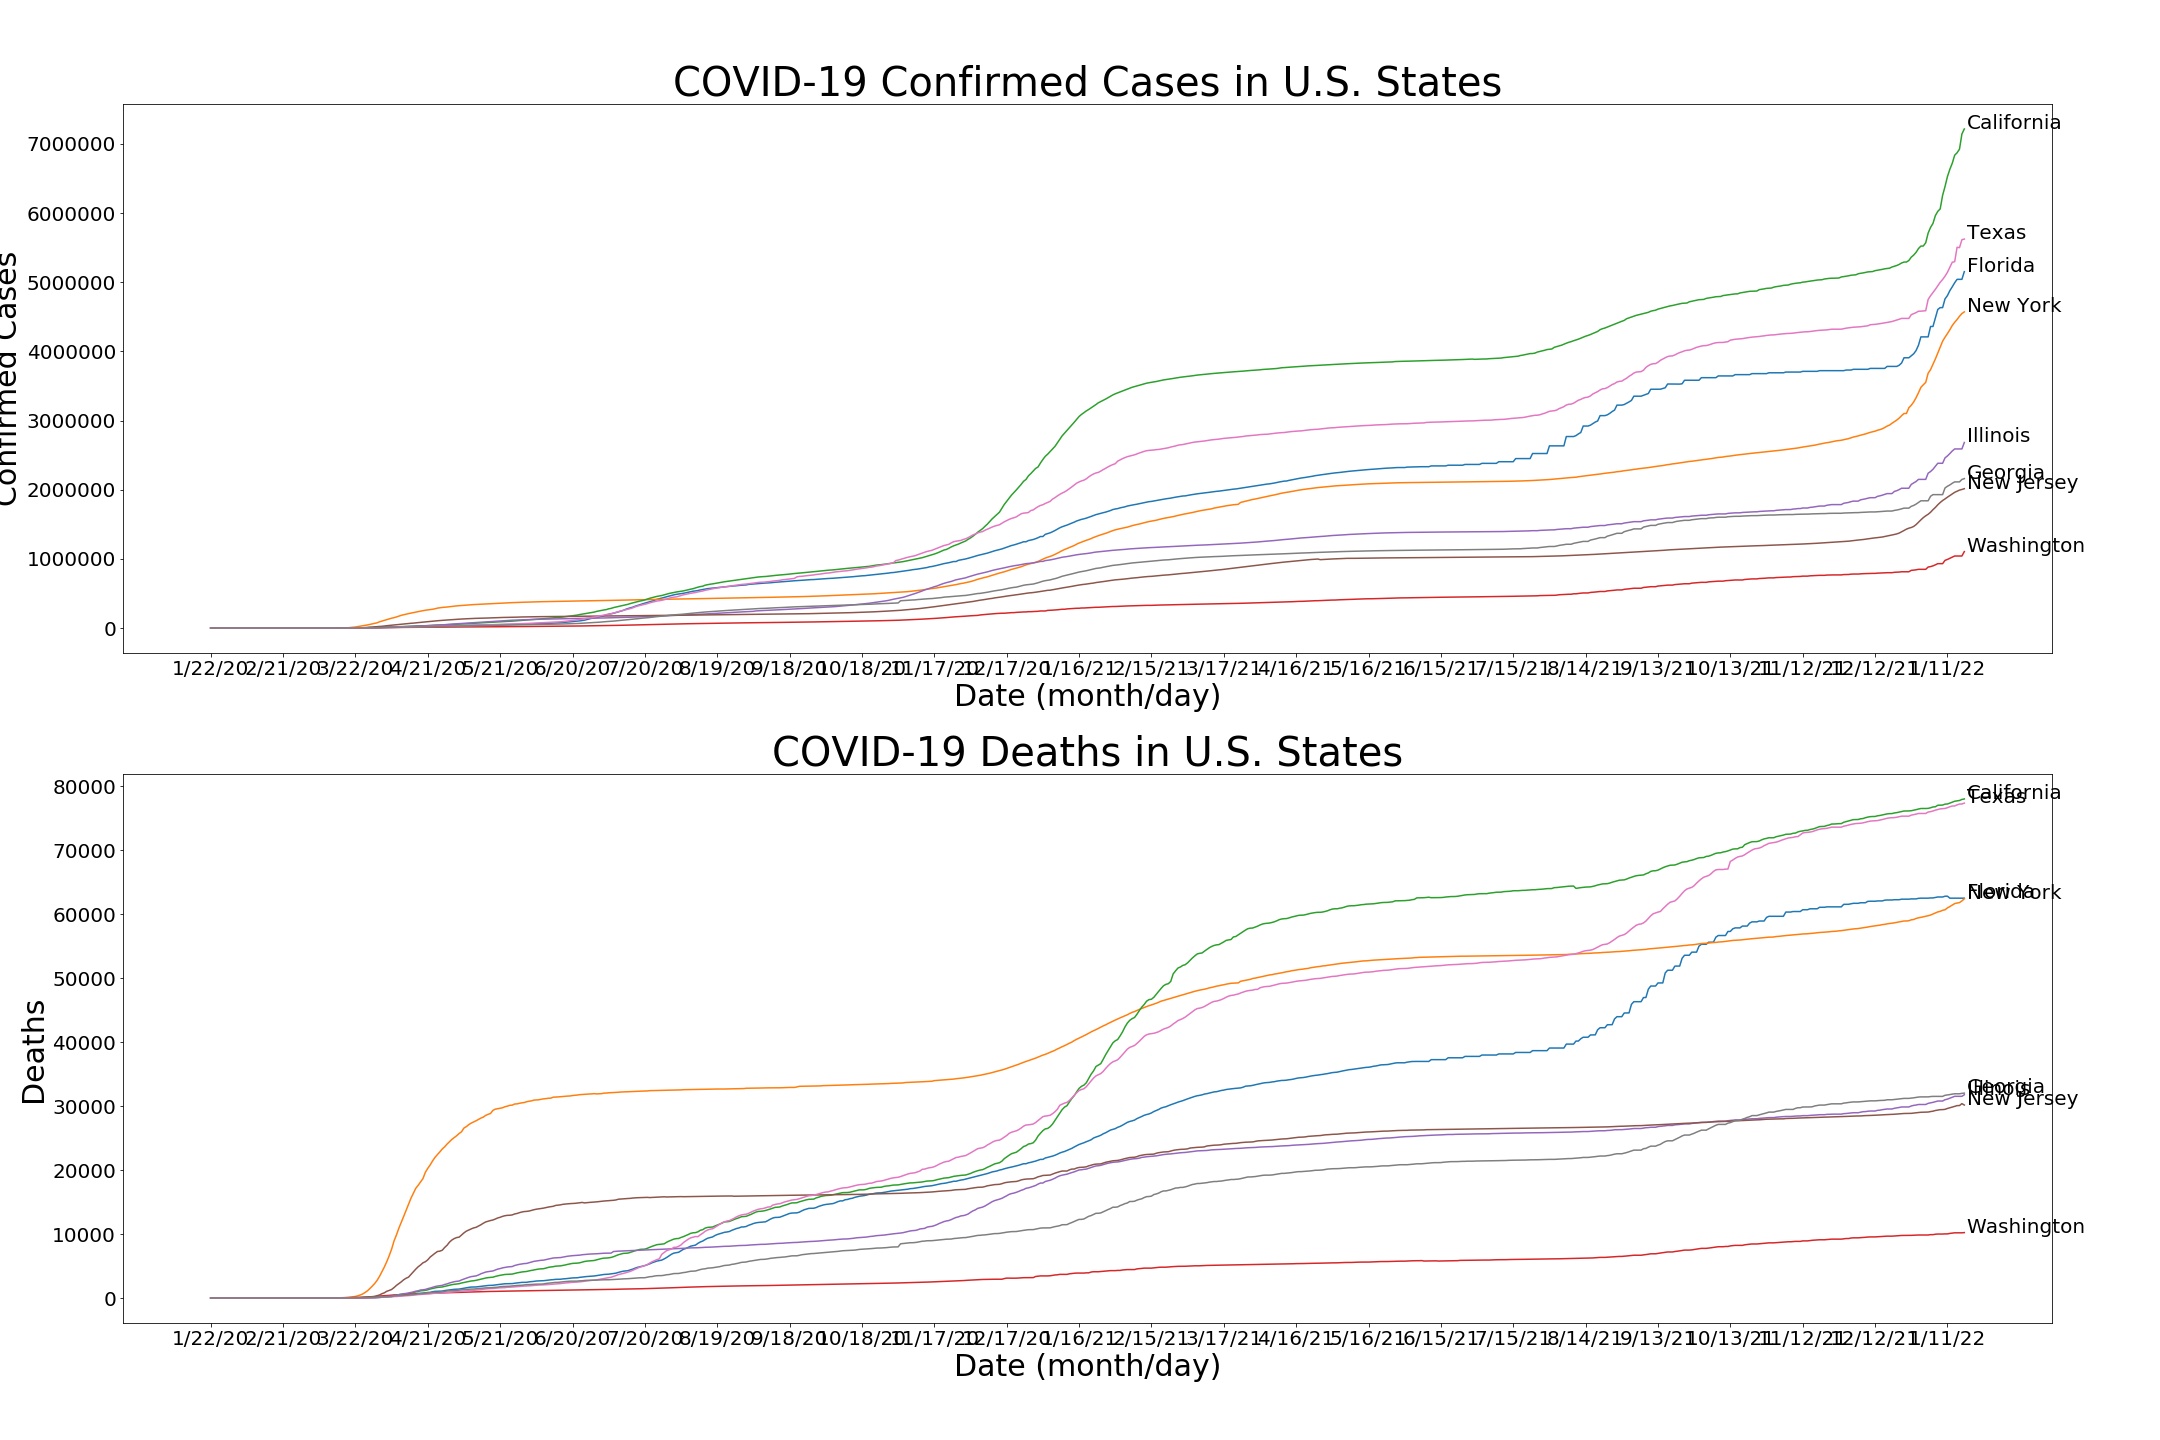 COVID-19 Confirmed Cases in U.S. States
Confirmed Cases
7000000
6000000
5000000
4000000
3000000
2000000
1000000
0
California
Texas
Florida
New York
Illinois
Georgia
New Jersey
Washington
1/22/20 2/21/20 3/22/20 4/21/20 5/21/20 6/20/20 7/20/20 8/19/20 9/18/20 10/18/20 11/17/20 12/17/20 1/16/21 2/15/21 3/17/21 4/16/21 5/16/21 6/15/21 7/15/21 8/14/21 9/13/21 10/13/21 11/12/21 12/12/21 1/11/22
Date (month/day)
COVID-19 Deaths in U.S. States
Deaths
80000
70000
60000
50000
40000
30000
20000
10000
0
California
Texas
Florida
New York
Georgia
Illinois
New Jersey
Washington
1/22/20 2/21/20 3/22/20 4/21/20 5/21/20 6/20/20 7/20/20 8/19/20 9/18/20 10/18/20 11/17/20 12/17/20 1/16/21 2/15/21 3/17/21 4/16/21 5/16/21 6/15/21 7/15/21 8/14/21 9/13/21 10/13/21 11/12/21 12/12/21 1/11/22
Date (month/day)